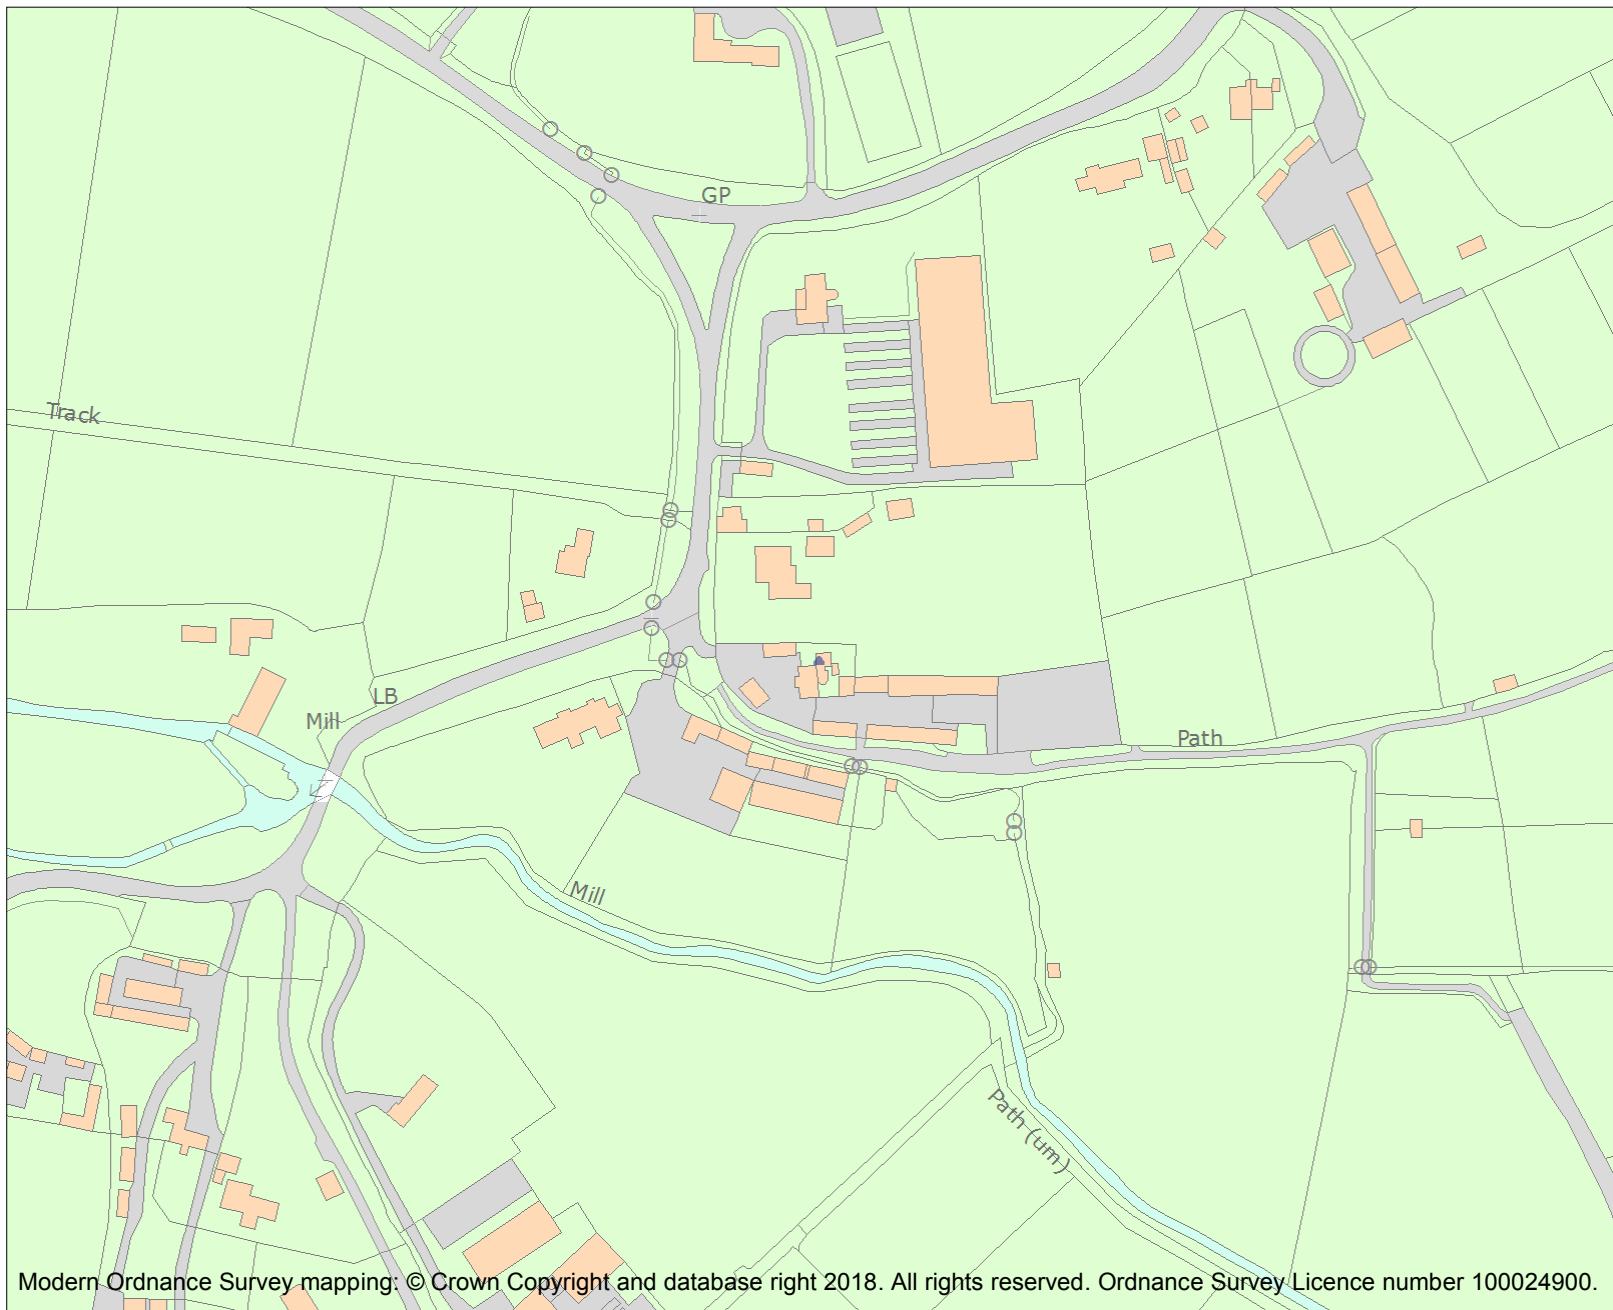 GP
Track
LB
Mill
Path
Mill
Path (um)
Modern Ordnance Survey mapping: © Crown Copyright and database right 2018. All rights reserved. Ordnance Survey Licence number 100024900.